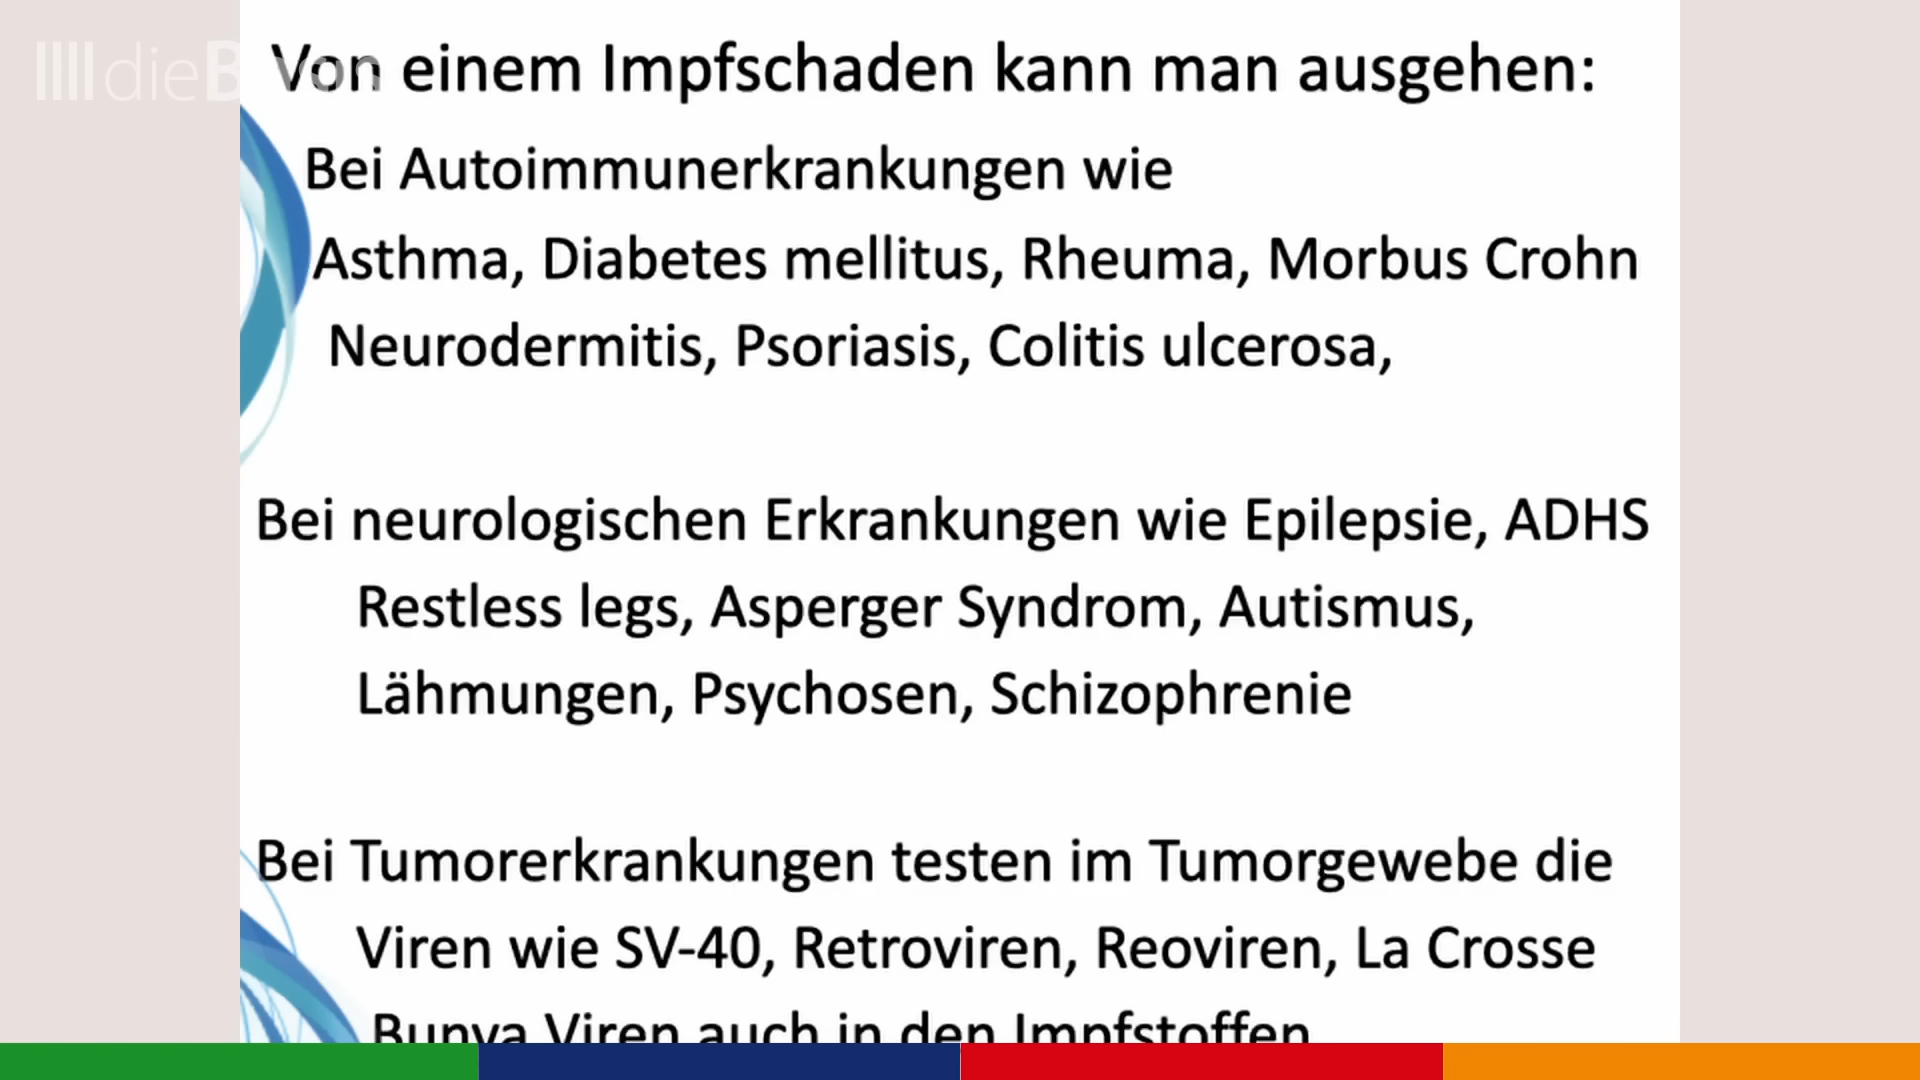 dieBasis
Von einem Impfschaden kann man ausgehen:
Bei Autoimmunerkrankungen wie
Asthma, Diabetes mellitus, Rheuma, Morbus Crohn
Neurodermitis, Psoriasis, Colitis ulcerosa,
Bei neurologischen Erkrankungen wie Epilepsie, ADHS
Restless legs, Asperger Syndrom, Autismus,
Lähmungen, Psychosen, Schizophrenie
Bei Tumorerkrankungen testen im Tumorgewebe die
Viren wie SV-40, Retroviren, Reoviren, La Crosse
Bunya Viren auch in den Impfstoffen